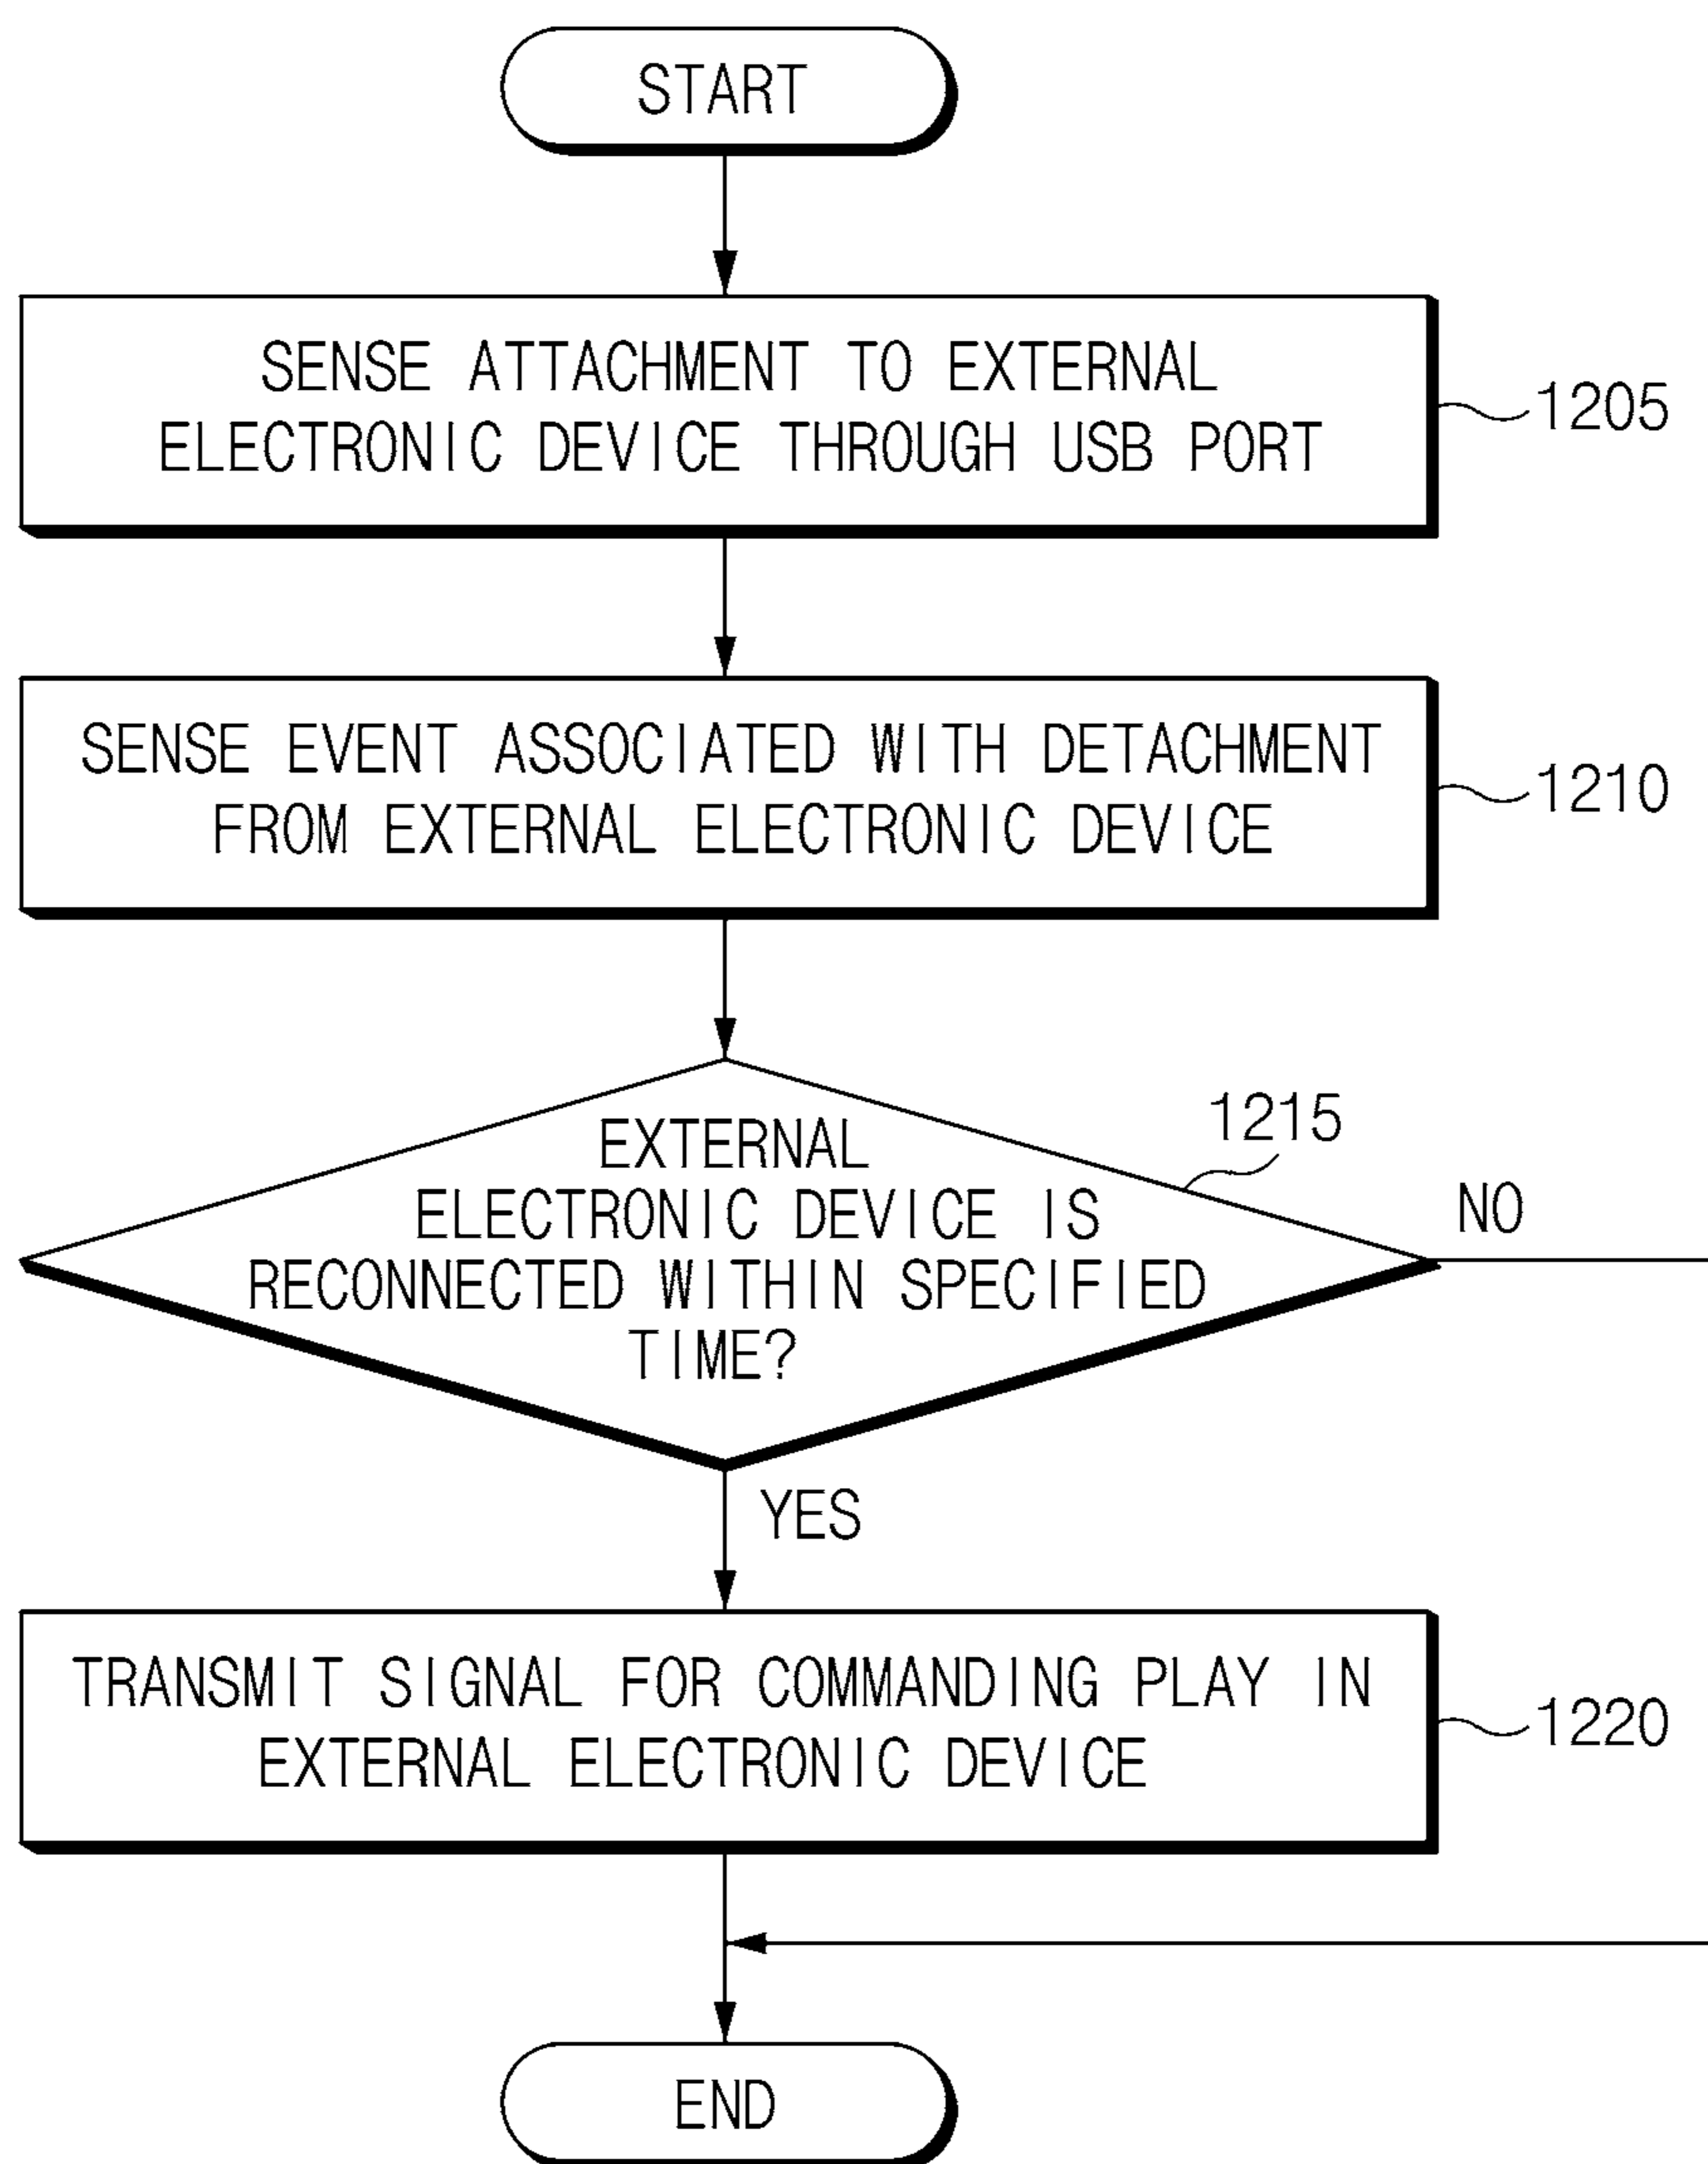 START
SENSE ATTACHMENT TO EXTERNAL
ELECTRONIC DEVICE THROUGH USB PORT
1205
SENSE EVENT ASSOCIATED WITH DETACHMENT
FROM EXTERNAL ELECTRONIC DEVICE
1210
EXTERNAL
ELECTRONIC DEVICE IS
RECONNECTED WITHIN SPECIFIED
TIME?
1215
NO
YES
TRANSMIT SIGNAL FOR COMMANDING PLAY IN
EXTERNAL ELECTRONIC DEVICE
1220
END